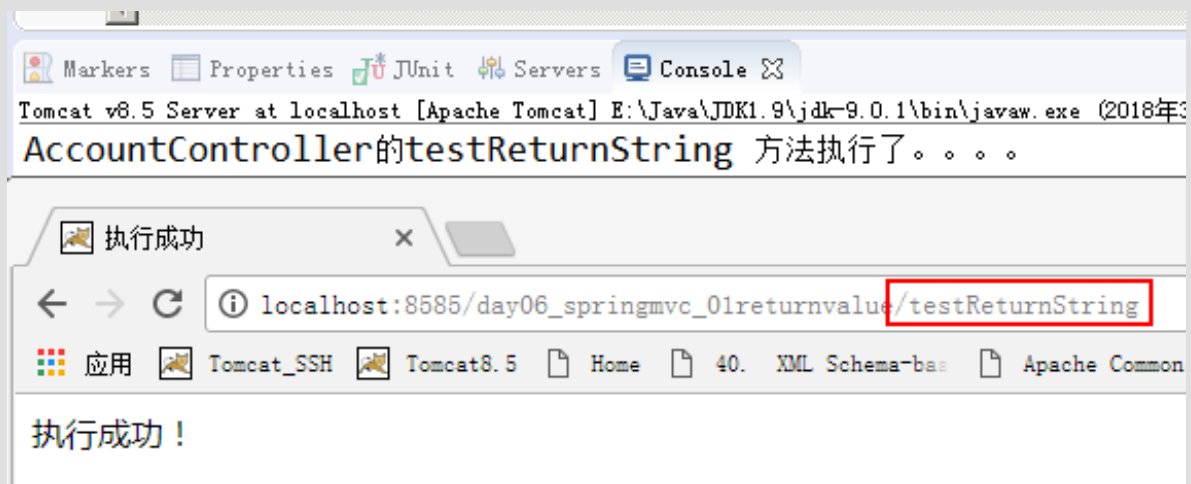 Markers Properties JUnit Servers Console
Tomcat v8.5 Server at localhost [Apache Tomcat] E:\Java\JDK1.9\jdk-9.0.1\bin\javaw.exe (2018年3
AccountController的testReturnString 方法执行了。。。。
执行成功
localhost:8585/day06_springmvc_01returnvalue/testReturnString
应用 Tomcat_SSH Tomcat8.5 Home 40. XML Schema-bas Apache Common
执行成功！